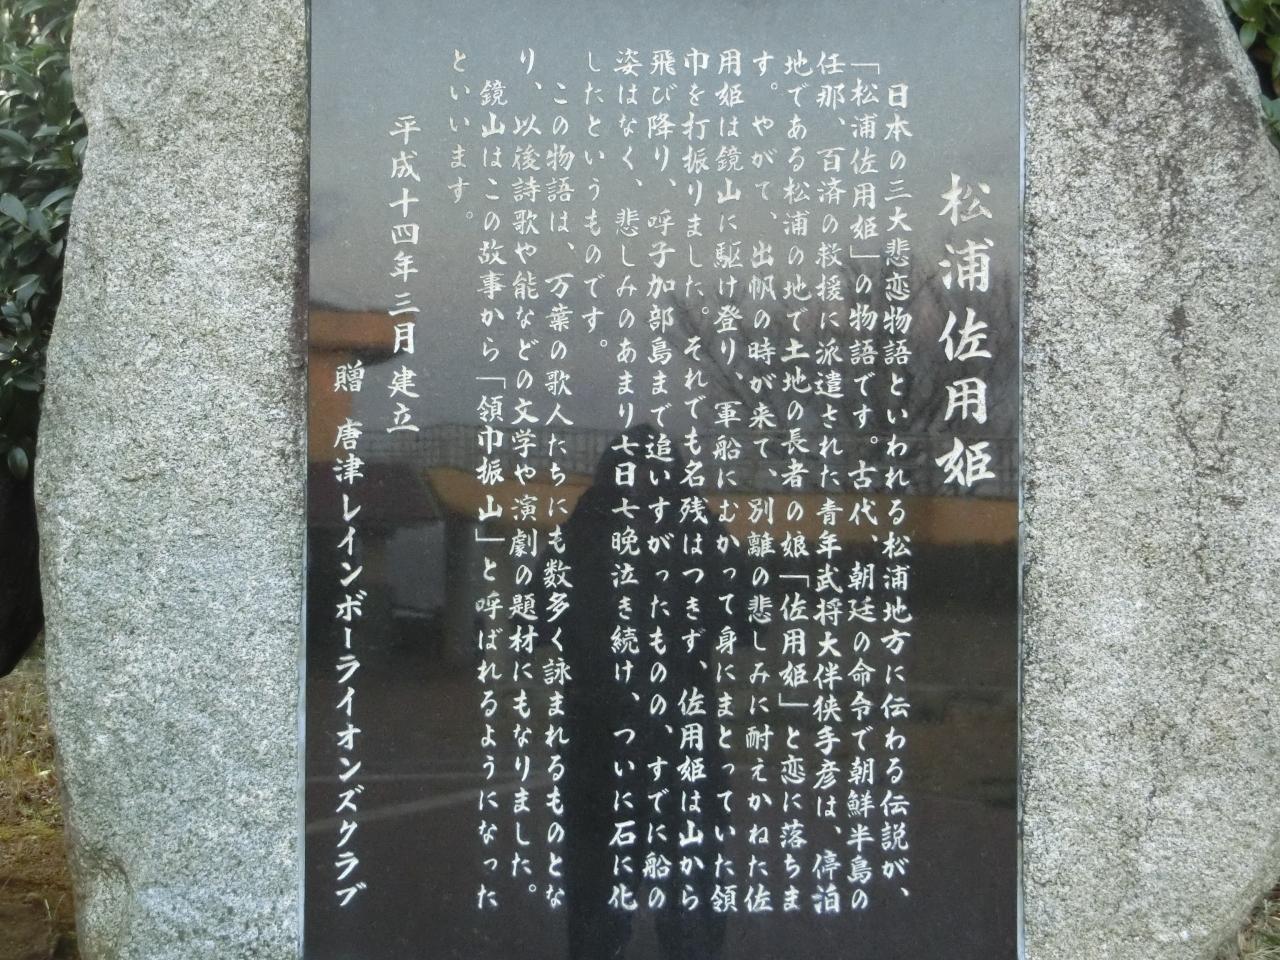 松浦佐用姫
日本の三大悲恋物語といわれる松浦地方に伝わる伝説が、
「松浦佐用姫」の物語です。古代、朝廷の命令で朝鮮半島の
任那、百済の救援に派遣された青年武将大伴狭手彦は、停泊
地である松浦の地で土地の長者の娘「佐用姫」と恋に落ちま
す。やがて、出帆の時が来て、別離の悲しみに耐えかねた佐
用姫は鏡山に駆け登り、軍船にむかって身にまとっていた領
巾を打振りました。それでも名残はつきず、佐用姫は山から
飛び降り、呼子加部島まで追いすがったものの、すでに船の
姿はなく、悲しみのあまり七日七晩泣き続け、ついに石に化
したというものです。
この物語は、万葉の歌人たちにも数多く詠まれるものとな
り、以後詩歌や能などの文学や演劇の題材にもなりました。
鏡山はこの故事から「領巾振山」と呼ばれるようになった
といいます。
平成十四年三月建立
贈　唐津レインボーライオンズクラブ